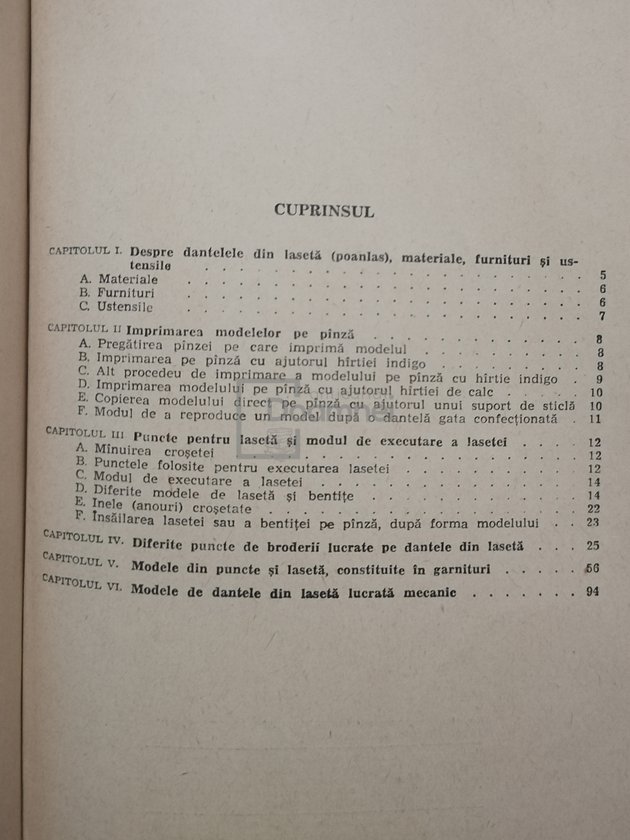 CUPRINSUL
CAPITOLUL I. Despre dantelele din lasetă (poanlas), materiale, furnituri și us-
tensile . . . . . . . . . . . . . . . . . . 5
A. Materiale . . . . . . . . . . . . . . . . . . 6
B. Furnituri . . . . . . . . . . . . . . . . . . 6
C. Ustensile . . . . . . . . . . . . . . . . . . 7
CAPITOLUL II Imprimarea modelelor pe pînză . . . . . . . . . 8
A. Pregătirea pînzei pe care imprimă modelul . . . . . . . 8
B. Imprimarea pe pînză cu ajutorul hîrtiei indigo . . . . . . 8
C. Alt procedeu de imprimare a modelului pe pînză cu hîrtie indigo . 9
D. Imprimarea modelului pe pînză cu ajutorul hîrtiei de calc . . . 10
E. Copierea modelului direct pe pînză cu ajutorul unui suport de sticlă 10
F. Modul de a reproduce un model după o dantelă gata confecționată . 11
CAPITOLUL III Puncte pentru lasetă și modul de executare a lasetei . . . . 12
A. Mînuirea croșetei . . . . . . . . . . . . . . . . 12
B. Punctele folosite pentru executarea lasetei . . . . . . . . 12
C. Modul de executare a lasetei . . . . . . . . . . . . 14
D. Diferite modele de lasetă și bentițe . . . . . . . . . . 14
E. Inele (anouri) croșetate . . . . . . . . . . . . . . 22
F. Însăilarea lasetei sau a bentiței pe pînză, după forma modelului . . 23
CAPITOLUL IV. Diferite puncte de broderii lucrate pe dantele din lasetă . . . 25
CAPITOLUL V. Modele din puncte și lasetă, constituite în garnituri . . . . . 56
CAPITOLUL VI. Modele de dantele din lasetă lucrată mecanic . . . . . . . 94